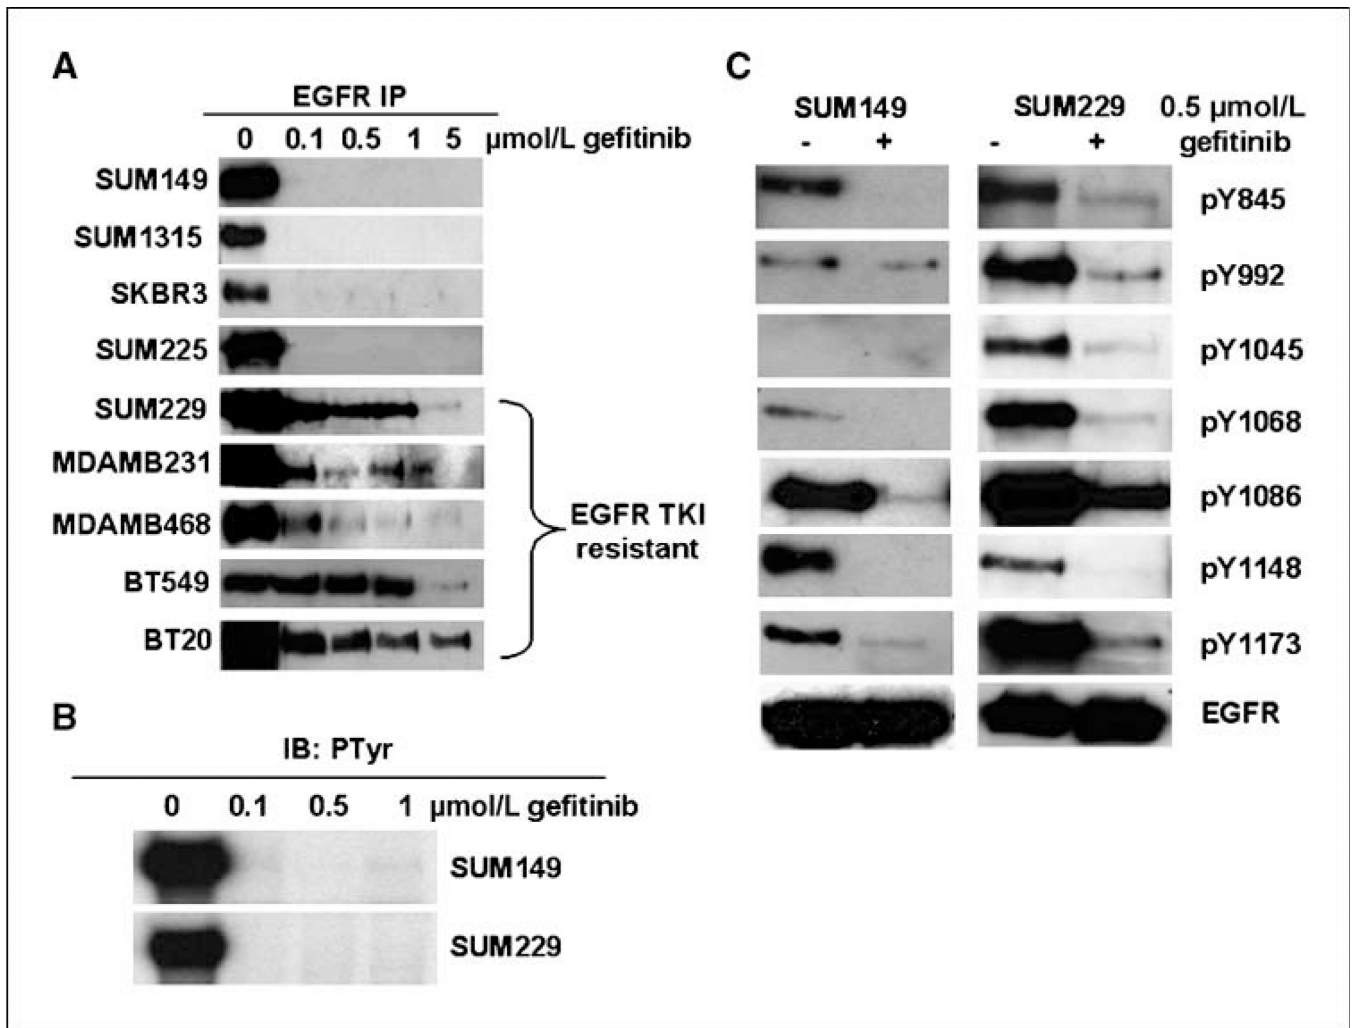 A
EGFR IP
0 0.1 0.5 1 5 µmol/L gefitinib
SUM149
SUM1315
SKBR3
SUM225
SUM229
MDAMB231
MDAMB468
BT549
BT20
EGFR TKI
resistant
B
IB: PTyr
0 0.1 0.5 1 µmol/L gefitinib
SUM149
SUM229
C
SUM149 SUM229 0.5 µmol/L
- + - + gefitinib
pY845
pY992
pY1045
pY1068
pY1086
pY1148
pY1173
EGFR